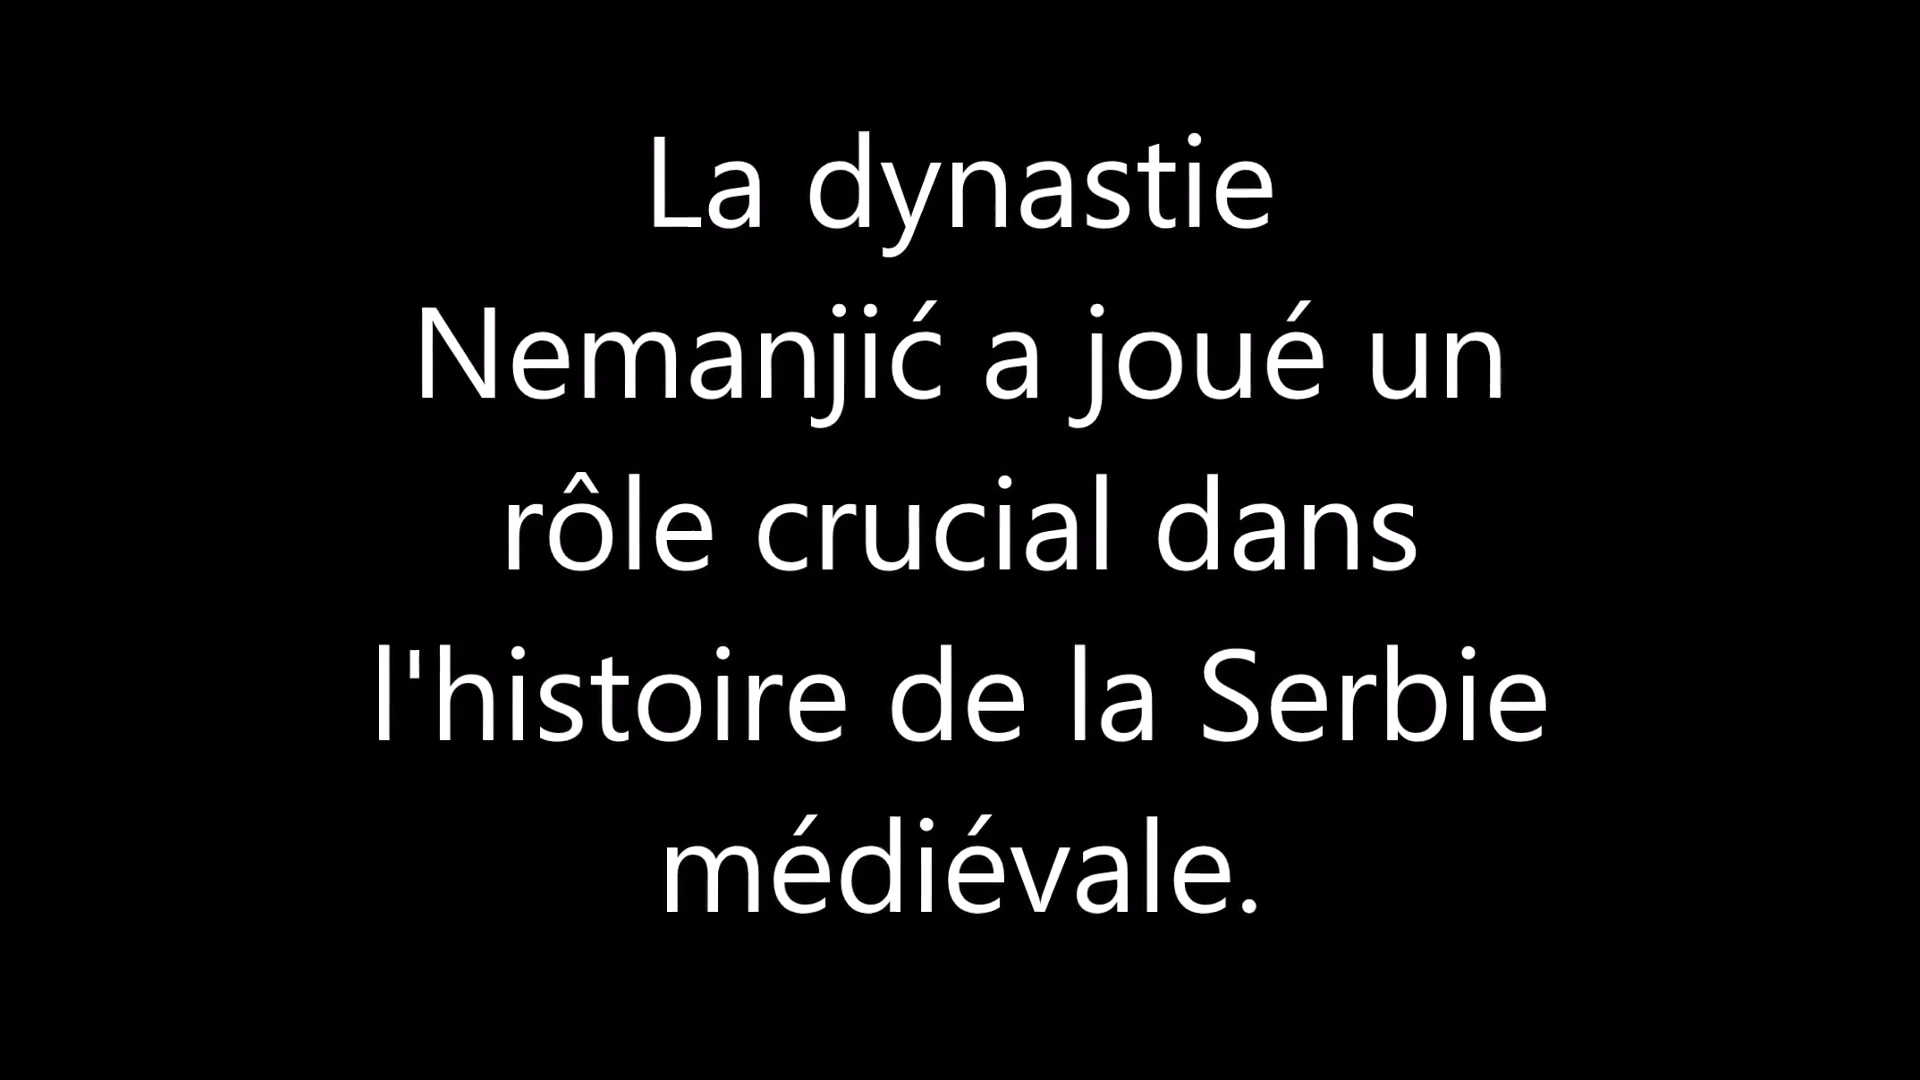 La dynastie
Nemanjić a joué un
rôle crucial dans
l'histoire de la Serbie
médiévale.